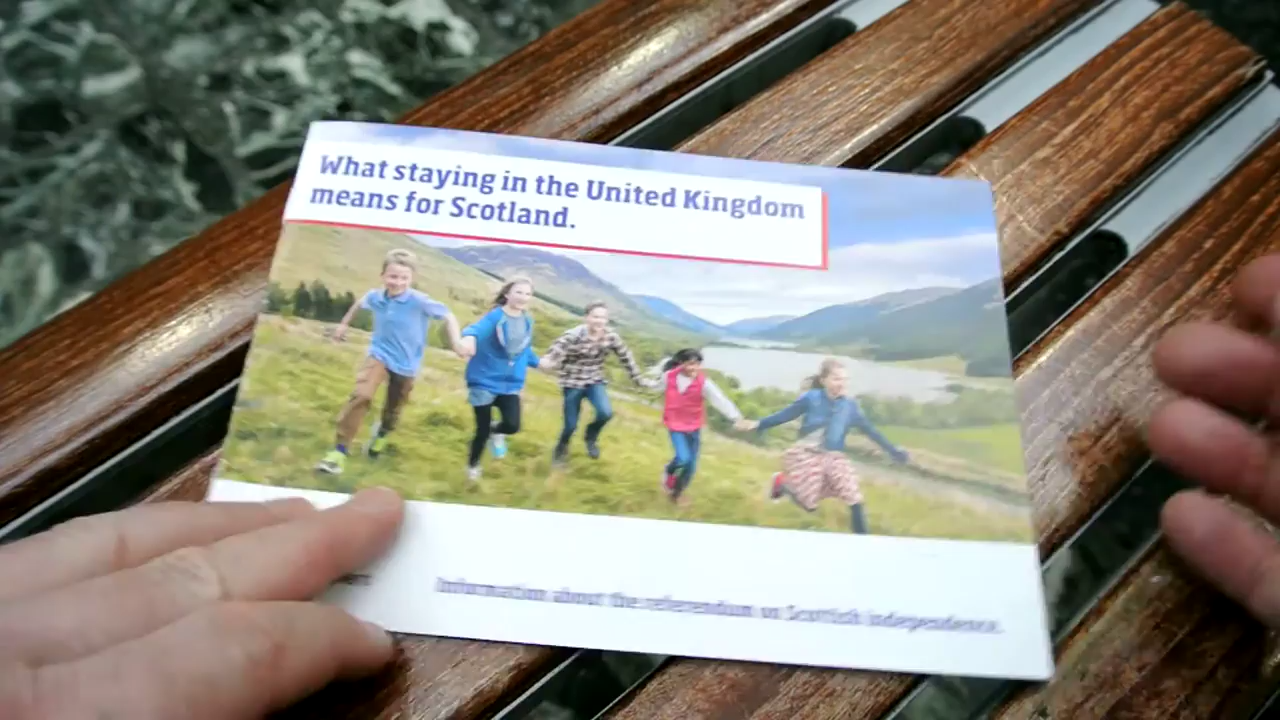 What staying in the United Kingdom
means for Scotland.
Information about the referendum on Scottish independence.